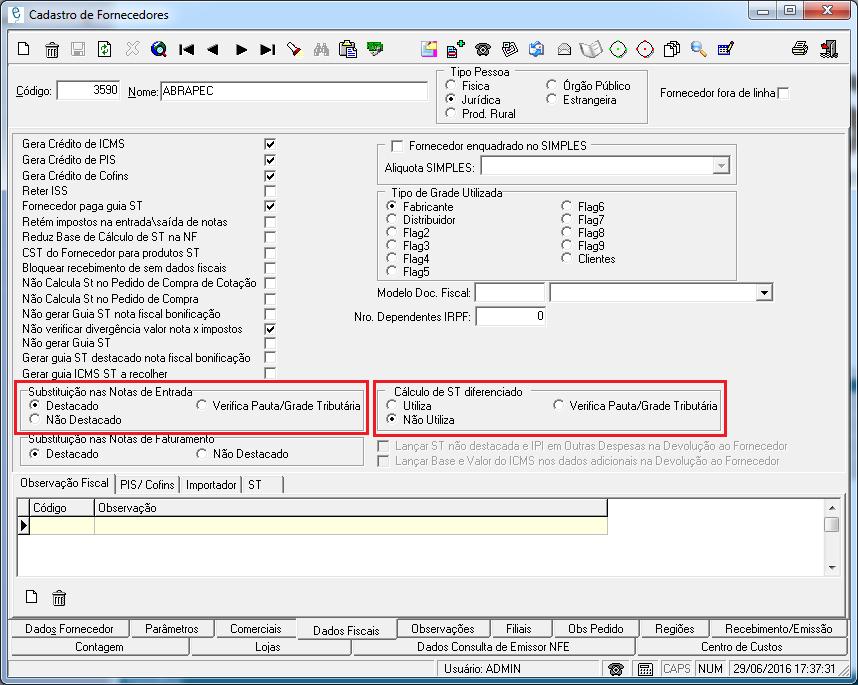 Cadastro de Fornecedores
Código: 3590 Nome: ABRAPEC
Tipo Pessoa
Fisica
Jurídica
Prod. Rural
Órgão Público
Estrangeira
Fornecedor fora de linha
Gera Crédito de ICMS
Gera Crédito de PIS
Gera Crédito de Cofins
Reter ISS
Fornecedor paga guia ST
Retém impostos na entrada\saída de notas
Reduz Base de Cálculo de ST na NF
CST do Fornecedor para produtos ST
Bloquear recebimento de sem dados fiscais
Não Calcula St no Pedido de Compra de Cotação
Não Calcula ST no Pedido de Compra
Não gerar Guia ST nota fiscal bonificação
Não verificar divergência valor nota x impostos
Não gerar Guia ST
Gerar guia ST destacado nota fiscal bonificação
Gerar guia ICMS ST a recolher
Fornecedor enquadrado no SIMPLES
Aliquota SIMPLES:
Tipo de Grade Utilizada
Fabricante
Distribuidor
Flag2
Flag3
Flag4
Flag5
Flag6
Flag7
Flag8
Flag9
Clientes
Modelo Doc. Fiscal:
Nro. Dependentes IRPF: 0
Substituição nas Notas de Entrada
Destacado Verifica Pauta/Grade Tributária
Não Destacado
Cálculo de ST diferenciado
Utiliza Verifica Pauta/Grade Tributária
Não Utiliza
Substituição nas Notas de Faturamento
Destacado Não Destacado
Lançar ST não destacada e IPI em Outras Despesas na Devolução ao Fornecedor
Lançar Base e Valor do ICMS nos dados adicionais na Devolução ao Fornecedor
Observação Fiscal PIS/ Cofins Importador ST
Código Observação
Dados Fornecedor Parâmetros Comerciais Dados Fiscais Observações Filiais Obs Pedido Regiões Recebimento/Emissão
Contagem Lojas Dados Consulta de Emissor NFE Centro de Custos
Usuário: ADMIN CAPS NUM 29/06/2016 17:37:31